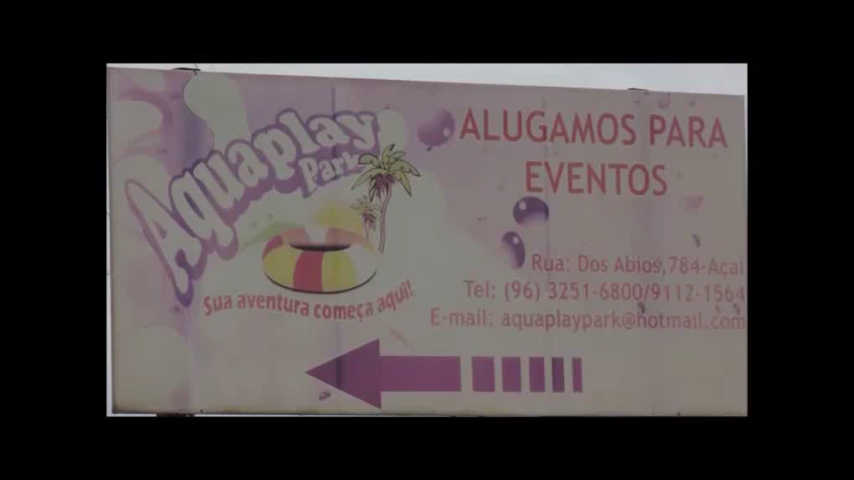 Aquaplay
Park
Sua aventura começa aqui!
ALUGAMOS PARA
EVENTOS
Rua: Dos Abios,784-Açai
Tel: (96) 3251-6800/9112-1564
E-mail: aquaplaypark@hotmail.com